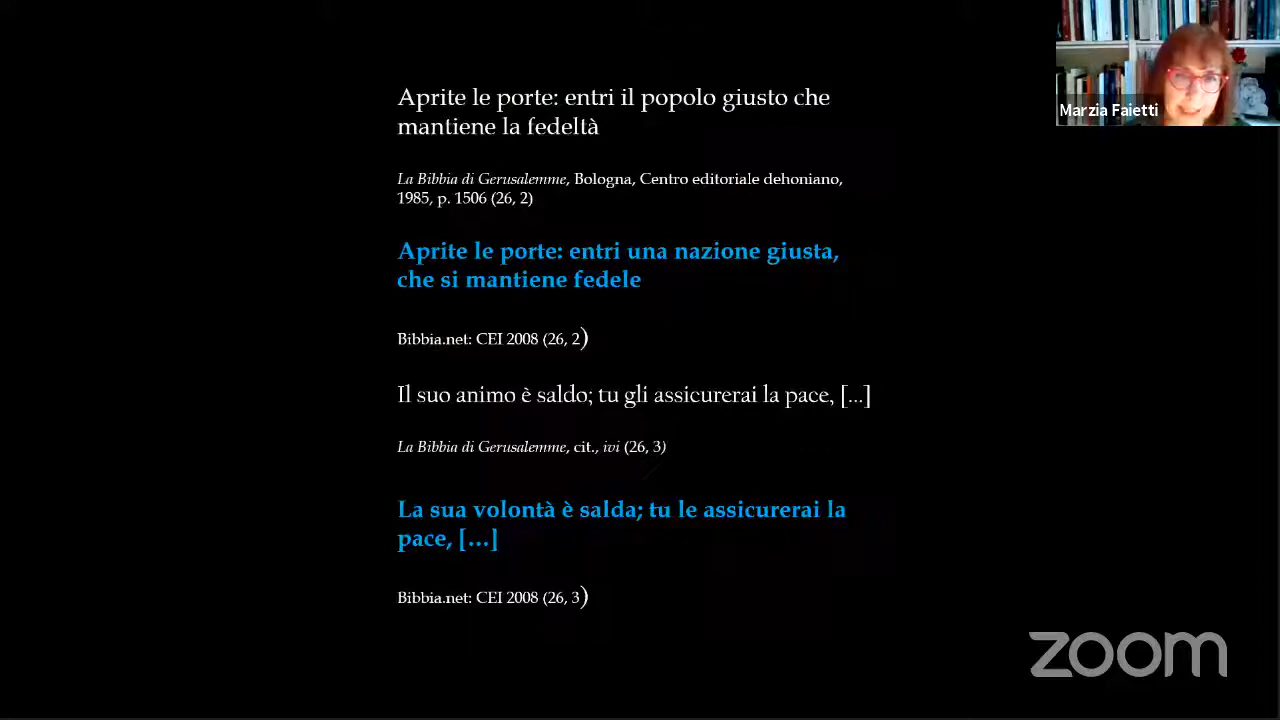 Aprite le porte: entri il popolo giusto che
mantiene la fedeltà
La Bibbia di Gerusalemme, Bologna, Centro editoriale dehoniano,
1985, p. 1506 (26, 2)
Aprite le porte: entri una nazione giusta,
che si mantiene fedele
Bibbia.net: CEI 2008 (26, 2)
Il suo animo è saldo; tu gli assicurerai la pace, [...]
La Bibbia di Gerusalemme, cit., ivi (26, 3)
La sua volontà è salda; tu le assicurerai la
pace, […]
Bibbia.net: CEI 2008 (26, 3)
Marzia Faietti
zoom